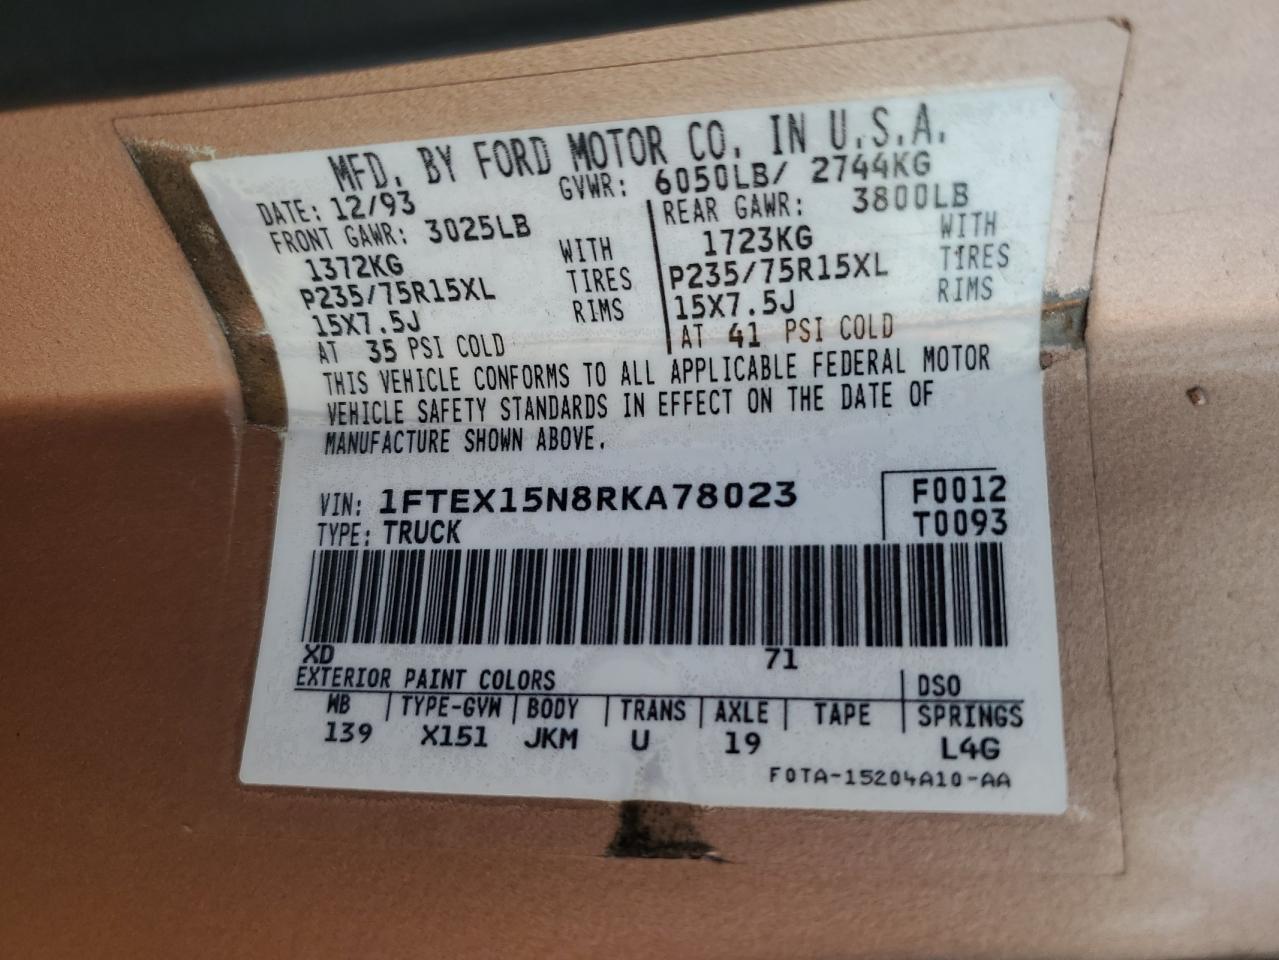 MFD. BY FORD MOTOR CO. IN U.S.A.
DATE: 12/93 GVWR: 6050LB/ 2744KG
FRONT GAWR: 3025LB REAR GAWR: 3800LB
1372KG WITH 1723KG WITH
P235/75R15XL TIRES P235/75R15XL TIRES
15X7.5J RIMS 15X7.5J RIMS
AT 35 PSI COLD AT 41 PSI COLD
THIS VEHICLE CONFORMS TO ALL APPLICABLE FEDERAL MOTOR
VEHICLE SAFETY STANDARDS IN EFFECT ON THE DATE OF
MANUFACTURE SHOWN ABOVE.
VIN: 1FTEX15N8RKA78023 F0012
TYPE: TRUCK T0093
XD 71
EXTERIOR PAINT COLORS DSO
WB TYPE-GVW BODY TRANS AXLE TAPE SPRINGS
139 X151 JKM U 19 L4G
F0TA-15204A10-AA